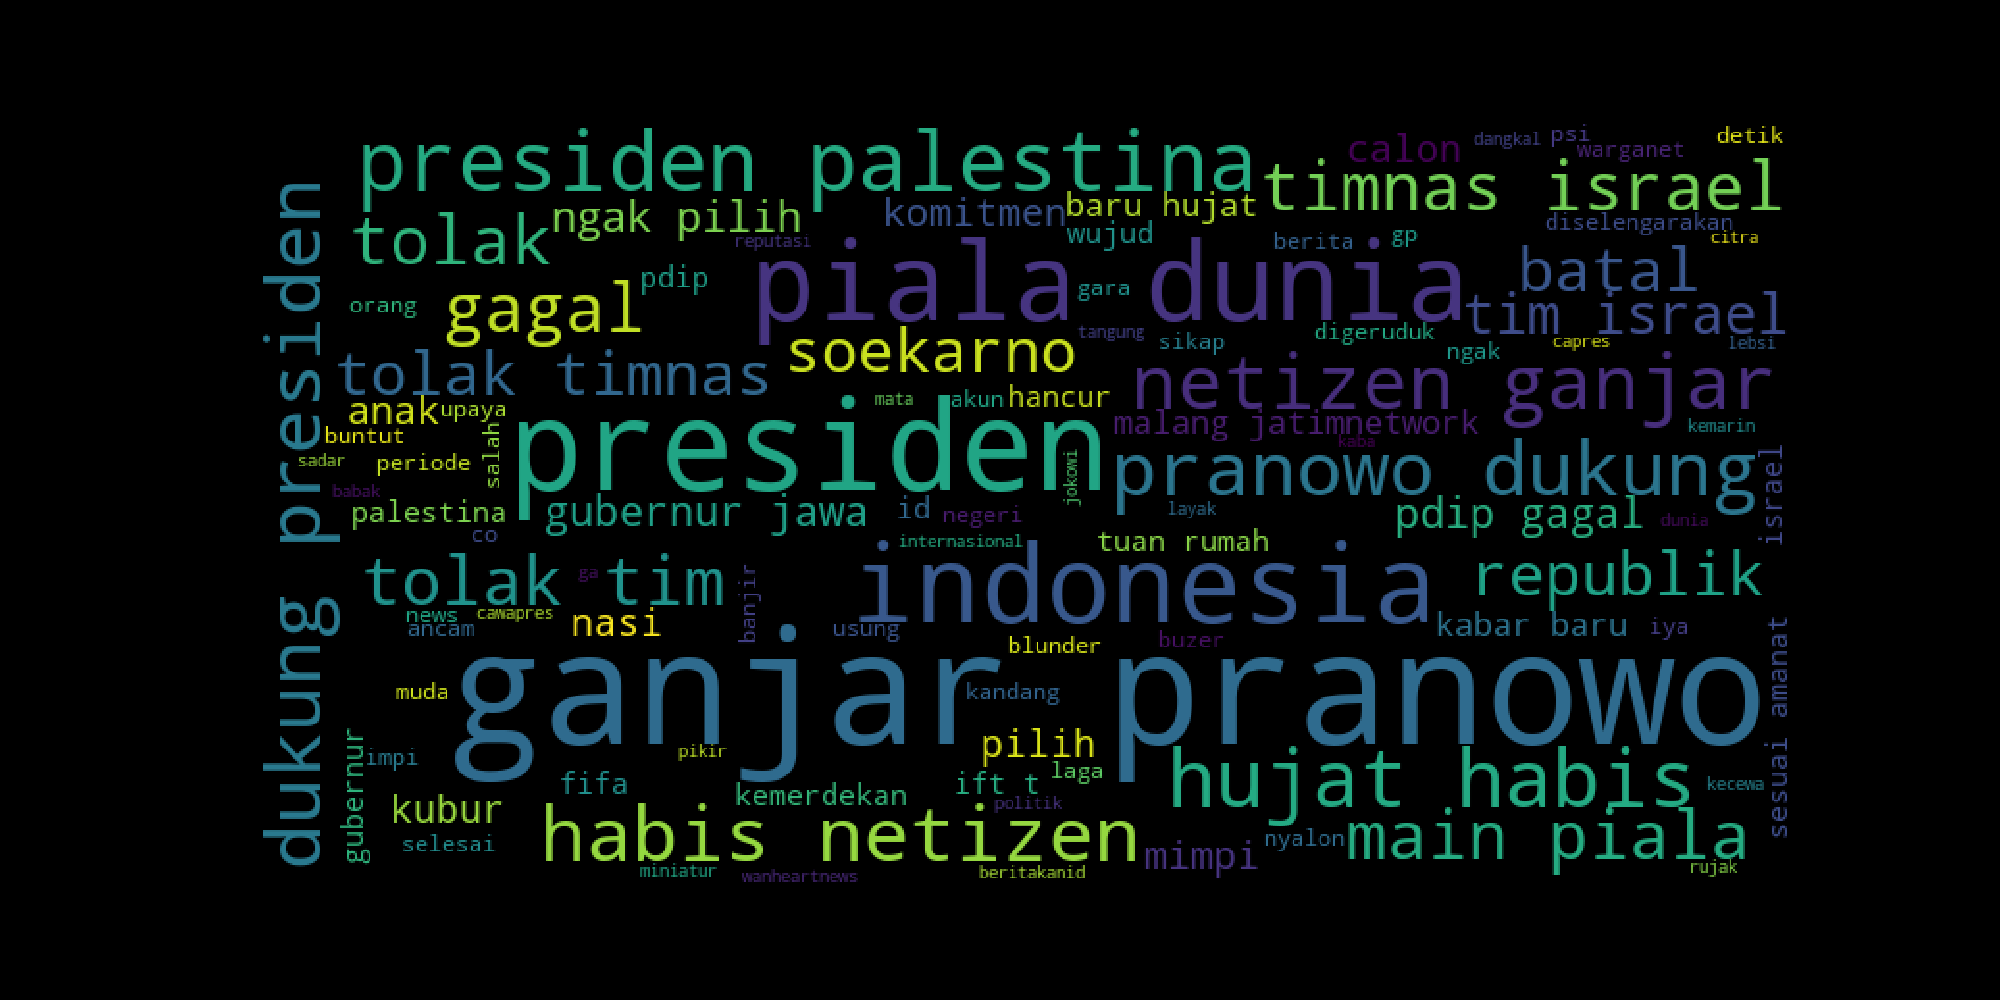 presiden palestina
calon
dangkal
psi
detik
warganet
timnas israel
dukung presiden
tolak
ngak pilih
komitmen
baru hujat
wujud
diselengarakan
reputasi
berita
gp
citra
piala dunia
batal
pdip
orang
gagal
gara
tim israel
tangung
sikap
digeruduk
ngak
capres
lebsi
soekarno
tolak timnas
netizen ganjar
anak
upaya
mata
akun
hancur
malang jatimnetwork
kemarin
kaba
buntut
salah
presiden
jokowi
sadar
periode
pranowo dukung
israel
babak
palestina
gubernur jawa
id
negeri
layak
pdip gagal
dunia
co
internasional
tuan rumah
tolak tim
ga
banjir
indonesia
republik
news
cawapres
ancam
nasi
usung
blunder
buzer
kabar baru
iya
sesuai amanat
ganjar pranowo
muda
kandang
gubernur
impi
pikir
pilih
hujat habis
fifa
ift t
laga
kecewa
kubur
kemerdekan
politik
selesai
habis netizen
mimpi
nyalon
main piala
miniatur
wanheartnews
beritakanid
rujak